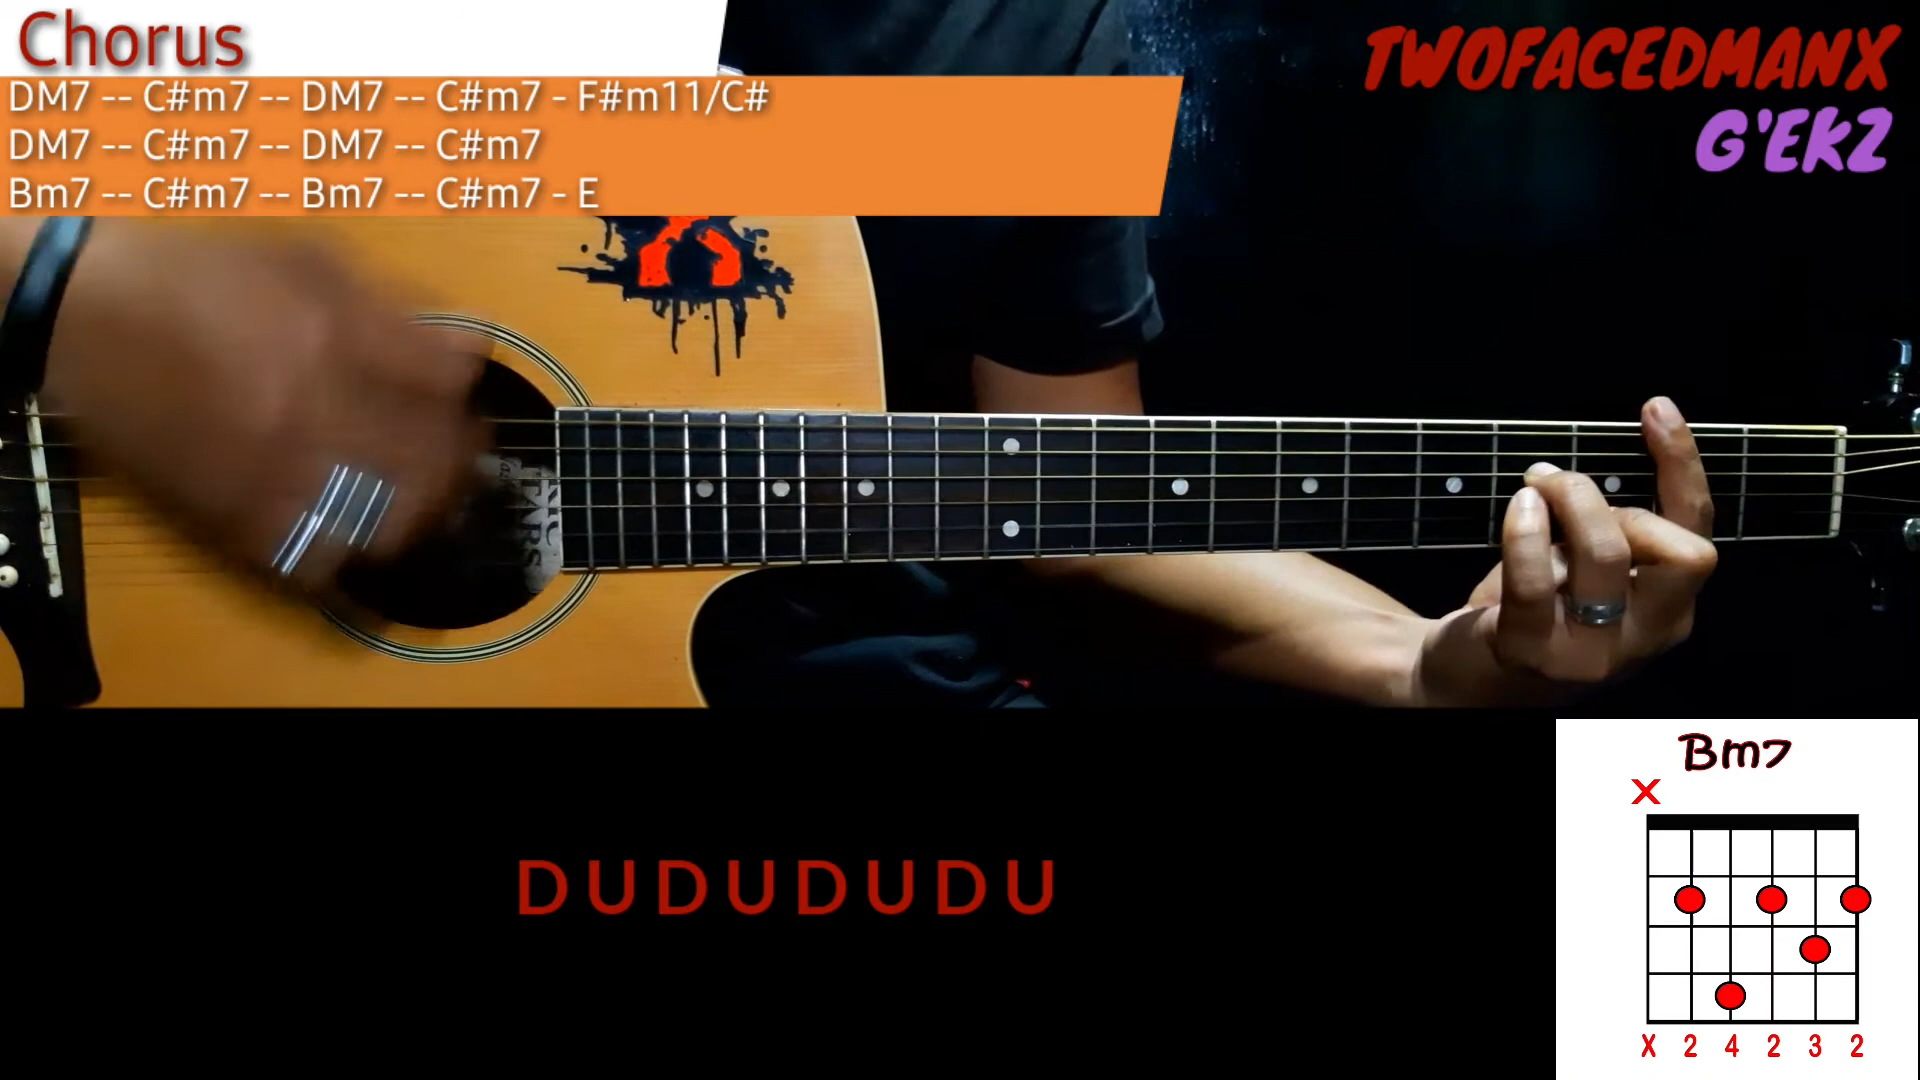 Chorus
DM7 -- C#m7 -- DM7 -- C#m7 - F#m11/C#
DM7 -- C#m7 -- DM7 -- C#m7
Bm7 -- C#m7 -- Bm7 -- C#m7 - E
TWOFACEDMANX
G'EKZ
D U D U D U D U
Bm7
X
X 2 4 2 3 2